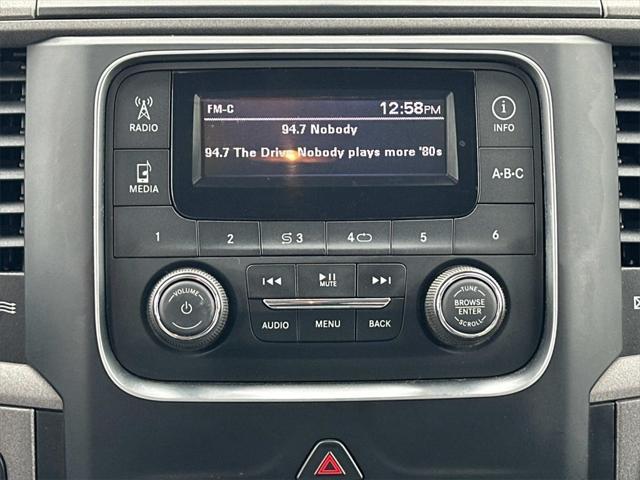 FM-C 12:58PM
94.7 Nobody
94.7 The Drive Nobody plays more '80s
RADIO
MEDIA
INFO
A·B·C
1 2 3 4 5 6
VOLUME
MUTE
AUDIO MENU BACK
TUNE
BROWSE
ENTER
SCROLL